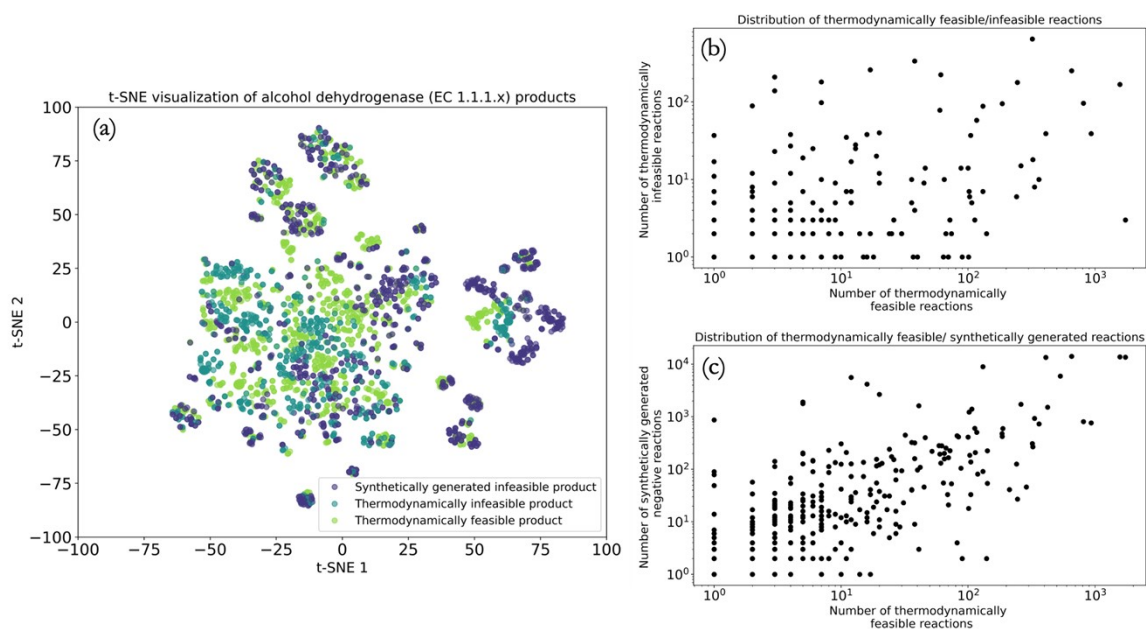 t-SNE visualization of alcohol dehydrogenase (EC 1.1.1.x) products
(a)
100
75
50
25
0
−25
−50
−75
−100
t-SNE 2
Synthetically generated infeasible product
Thermodynamically infeasible product
Thermodynamically feasible product
−100
−75
−50
−25
0
25
50
75
100
t-SNE 1
Distribution of thermodynamically feasible/infeasible reactions
(b)
Number of thermodynamically
infeasible reactions
10²
10¹
10⁰
10⁰
10¹
10²
10³
Number of thermodynamically
feasible reactions
Distribution of thermodynamically feasible/ synthetically generated reactions
(c)
Number of synthetically generated
negative reactions
10⁴
10³
10²
10¹
10⁰
10⁰
10¹
10²
10³
Number of thermodynamically
feasible reactions